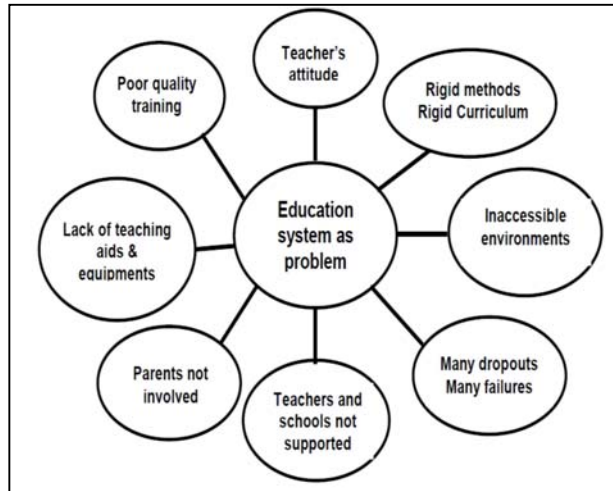 Teacher's
attitude
Rigid methods
Rigid Curriculum
Inaccessible
environments
Many dropouts
Many failures
Teachers and
schools not
supported
Parents not
involved
Lack of teaching
aids &
equipments
Poor quality
training
Education
system as
problem